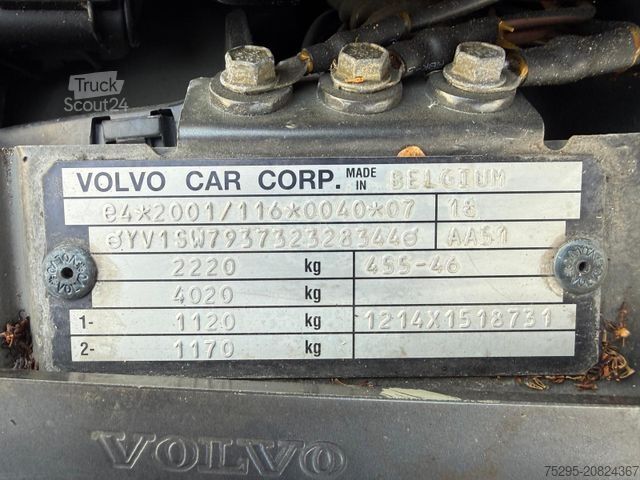 Truck
Scout24
VOLVO CAR CORP. MADE IN BELGIUM
e4*2001/116*0040*07 18
YV1SW793732328344 AA51
2220 kg 455-46
4020 kg
1- 1120 kg 1214X1518731
2- 1170 kg
VOLVO
75295-20824367